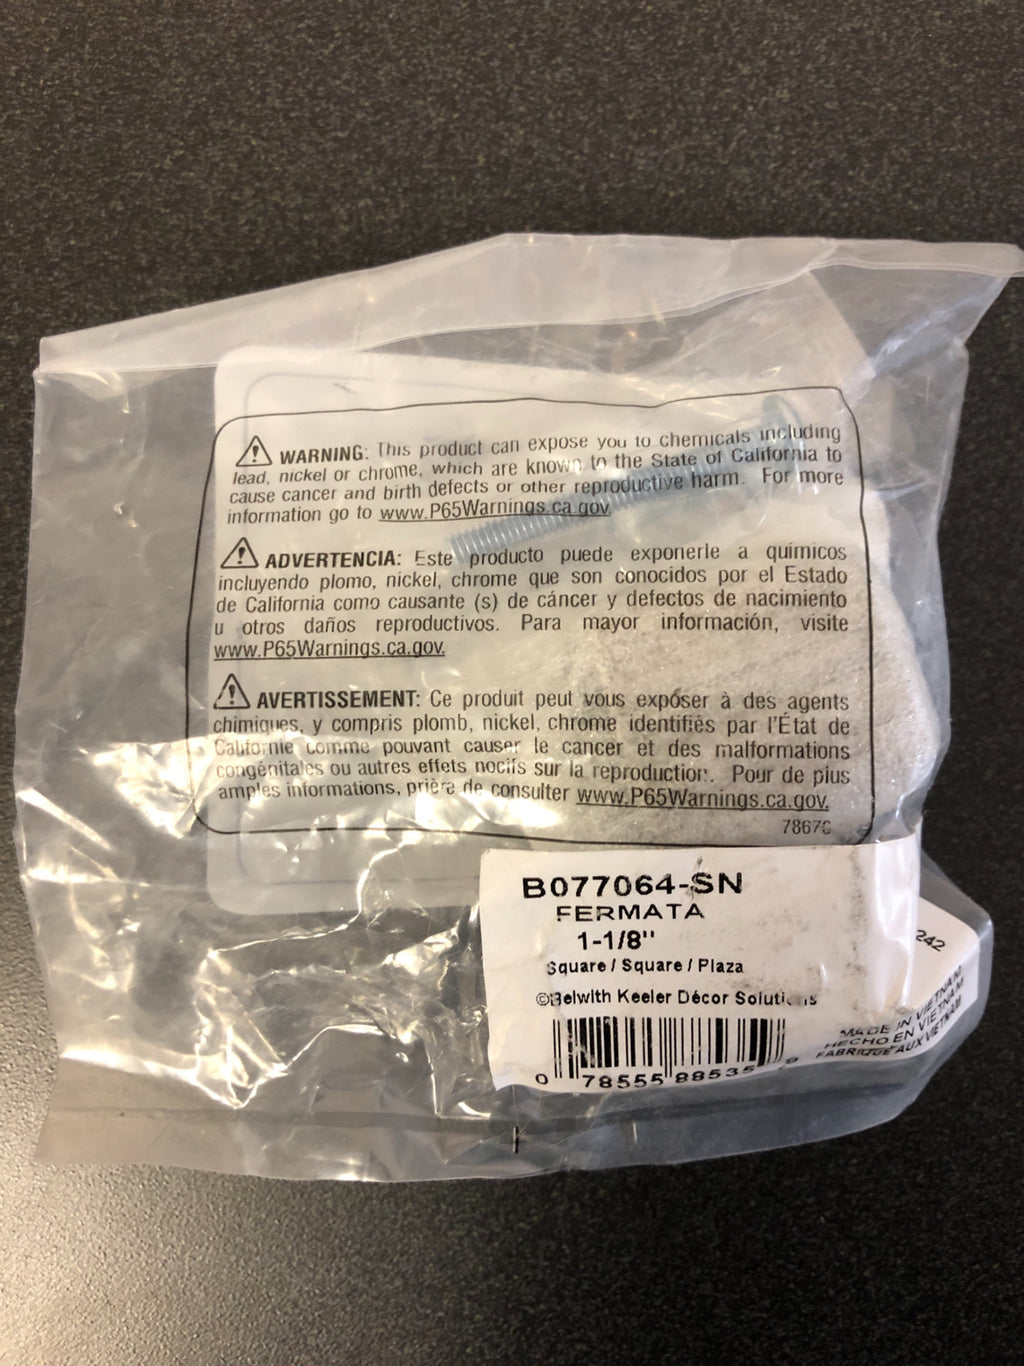 WARNING: This product can expose you to chemicals including
lead, nickel or chrome, which are known to the State of California to
cause cancer and birth defects or other reproductive harm. For more
information go to www.P65Warnings.ca.gov.
ADVERTENCIA: Este producto puede exponerle a químicos
incluyendo plomo, nickel, chrome que son conocidos por el Estado
de California como causante (s) de cáncer y defectos de nacimiento
u otros daños reproductivos. Para mayor información, visite
www.P65Warnings.ca.gov.
AVERTISSEMENT: Ce produit peut vous expóser à des agents
chimiques, y compris plomb, nickel, chrome identifiés par l'État de
Californie comme pouvant causer le cancer et des malformations
congénitales ou autres effets nocifs sur la reproduction. Pour de plus
amples informations, prière de consulter www.P65Warnings.ca.gov.
B077064-SN
FERMATA
1-1/8"
Square / Square / Plaza
©Belwith Keeler Décor Solutions
0 78555 88535
242
MADE IN VIETNAM
HECHO EN VIETNAM
FABRIQUE AUX VIETNAM